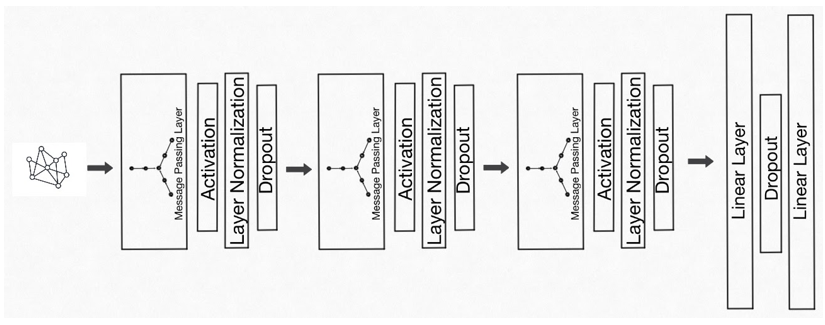 Message Passing Layer
Activation
Layer Normalization
Dropout
Message Passing Layer
Activation
Layer Normalization
Dropout
Message Passing Layer
Activation
Layer Normalization
Dropout
Linear Layer
Dropout
Linear Layer